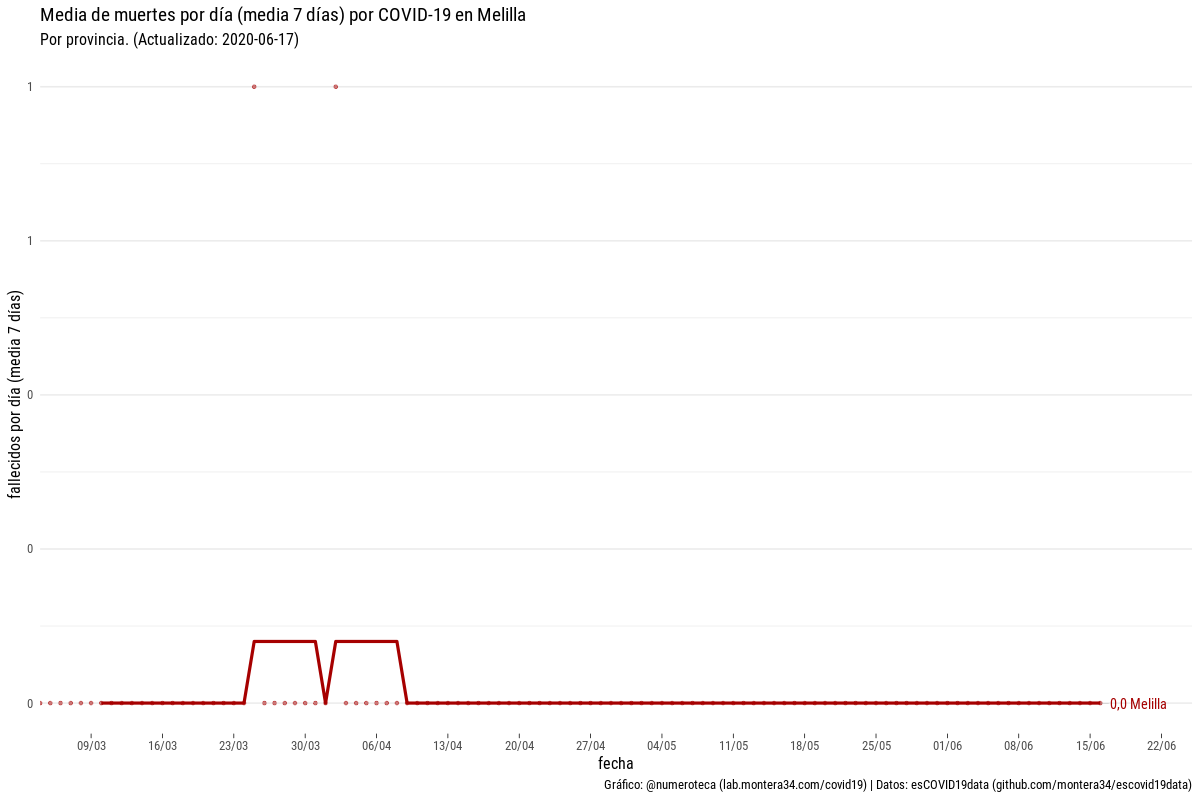 Media de muertes por día (media 7 días) por COVID-19 en Melilla
Por provincia. (Actualizado: 2020-06-17)
fallecidos por día (media 7 días)
1
1
0
0
0
0,0 Melilla
09/03 16/03 23/03 30/03 06/04 13/04 20/04 27/04 04/05 11/05 18/05 25/05 01/06 08/06 15/06 22/06
fecha
Gráfico: @numeroteca (lab.montera34.com/covid19) | Datos: esCOVID19data (github.com/montera34/escovid19data)